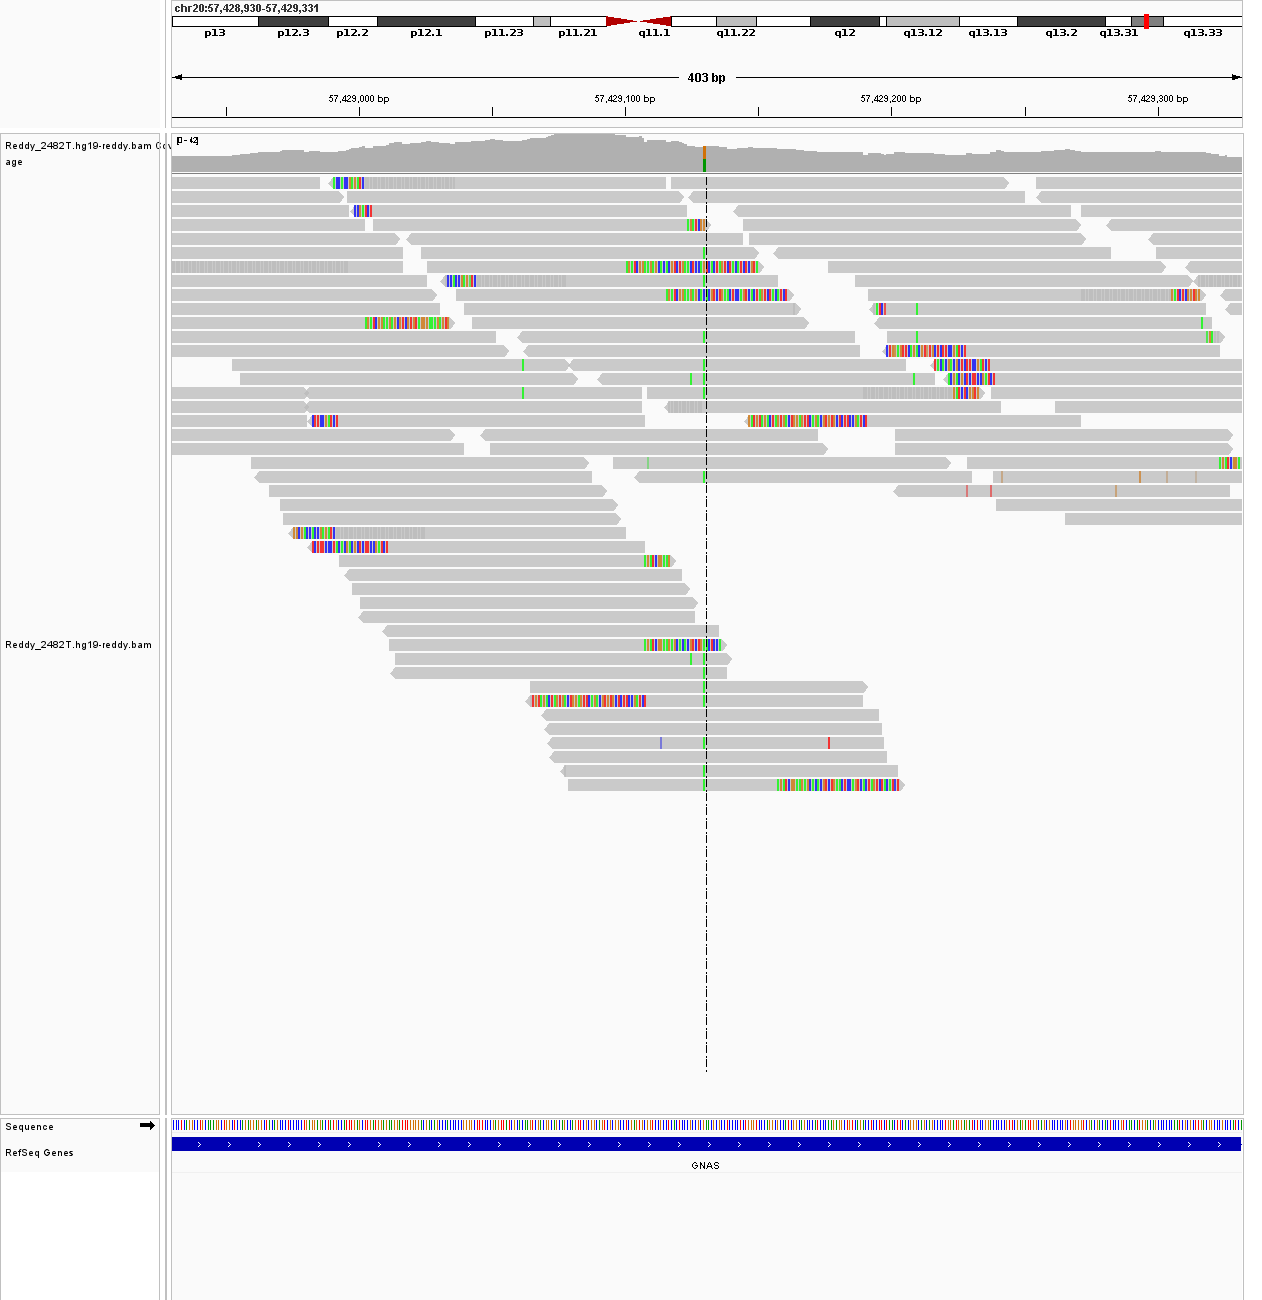 chr20:57,428,930-57,429,331
p13 p12.3 p12.2 p12.1 p11.23 p11.21 q11.1 q11.22 q12 q13.12 q13.13 q13.2 q13.31 q13.33
403 bp
57,429,000 bp 57,429,100 bp 57,429,200 bp 57,429,300 bp
[0 - 42]
Reddy_2482T.hg19-reddy.bam Cov
age
Reddy_2482T.hg19-reddy.bam
Sequence
RefSeq Genes
GNAS